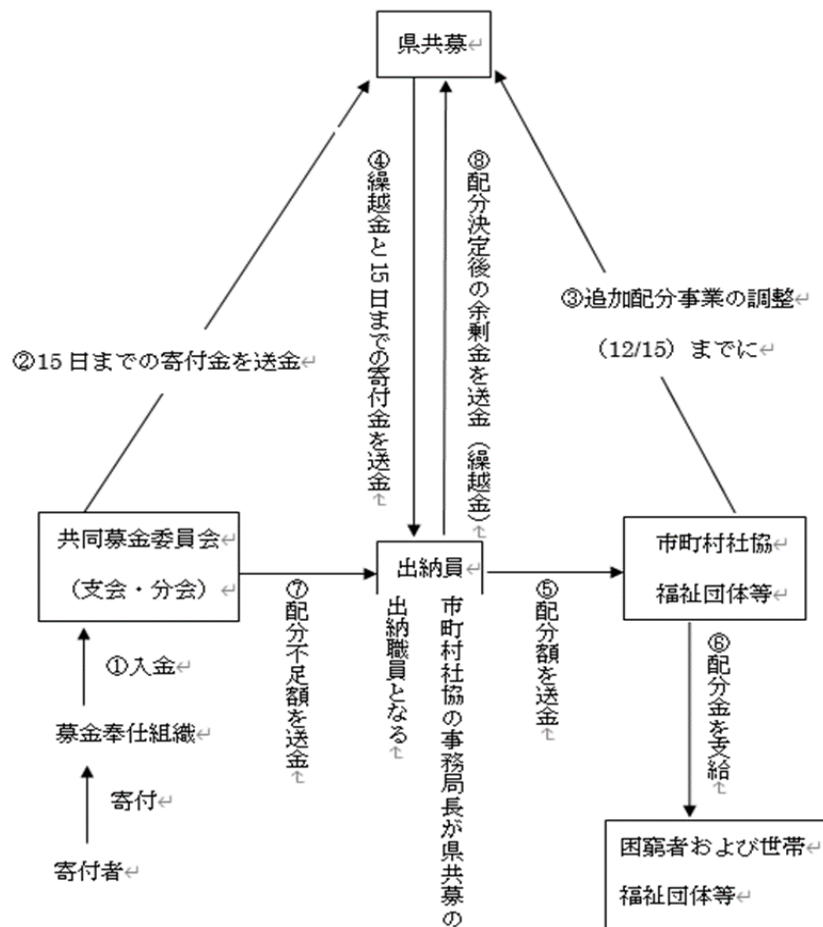 県共募
④繰越金と15日までの寄付金を送金
⑧配分決定後の余剰金を送金（繰越金）
③追加配分事業の調整
（12/15）までに
②15日までの寄付金を送金
共同募金委員会
（支会・分会）
出納員
市町村社協
福祉団体等
⑦配分不足額を送金
市町村社協の事務局長が県共募の
出納職員となる
⑤配分額を送金
⑥配分金を支給
①入金
募金奉仕組織
寄付
寄付者
困窮者および世帯
福祉団体等